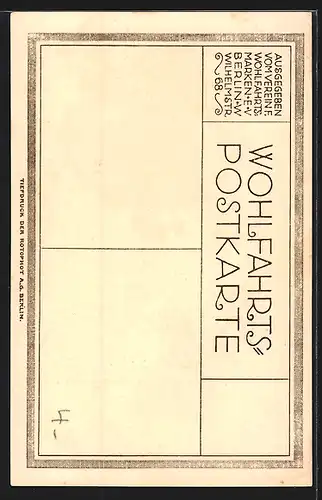 AUSGEGEBEN
VOM VEREIN F.
WOHLFAHRTS=
MARKEN·E·V·
BERLIN·W·
WILHELMSTR.
68
WOHLFAHRTS=
POSTKARTE
TIEFDRUCK DER ROTOPHOT A.G. BERLIN.
4-